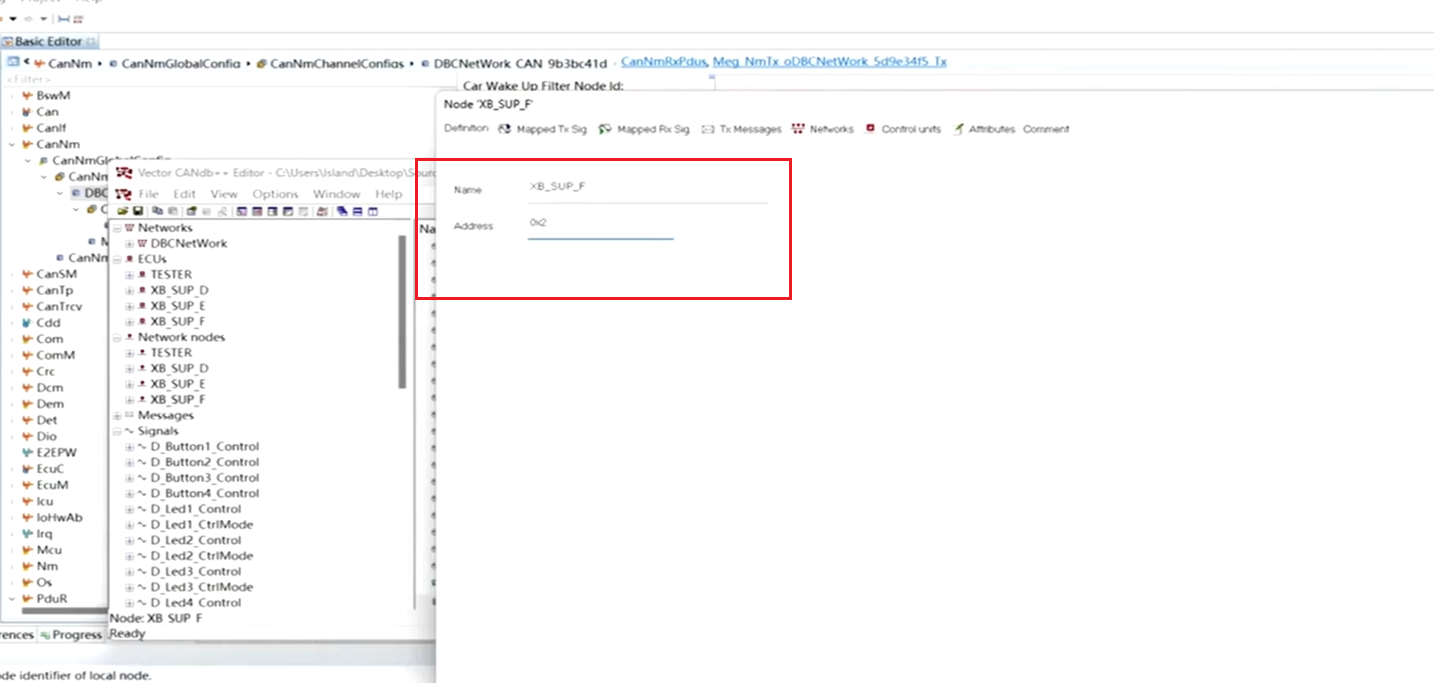 Basic Editor
CanNm CanNmGlobalConfig CanNmChannelConfigs DBCNetWork_CAN_9b3bc41d CanNmRxPdus, Meg_NmTx_oDBCNetWork_5d9e34f5_Tx
<Filter>
Car Wake Up Filter Node Id:
BswM
Can
CanIf
CanNm
CanNmGlobalConfig
CanNm
DBC
C
M
CanNm
CanSM
CanTp
CanTrcv
Cdd
Com
ComM
Crc
Dcm
Dem
Det
Dio
E2EPW
EcuC
EcuM
Icu
IoHwAb
Irq
Mcu
Nm
Os
PduR
rences Progress
ode identifier of local node.
Vector CANdb++ Editor - C:\Users\Island\Desktop\Sourc
File Edit View Options Window Help
Networks
DBCNetWork
ECUs
TESTER
XB_SUP_D
XB_SUP_E
XB_SUP_F
Network nodes
TESTER
XB_SUP_D
XB_SUP_E
XB_SUP_F
Messages
Signals
D_Button1_Control
D_Button2_Control
D_Button3_Control
D_Button4_Control
D_Led1_Control
D_Led1_CtrlMode
D_Led2_Control
D_Led2_CtrlMode
D_Led3_Control
D_Led3_CtrlMode
D_Led4_Control
Node: XB_SUP_F
Ready
Na
Node 'XB_SUP_F'
Definition Mapped Tx Sig Mapped Rx Sig Tx Messages Networks Control units Attributes Comment
Name XB_SUP_F
Address 0x2